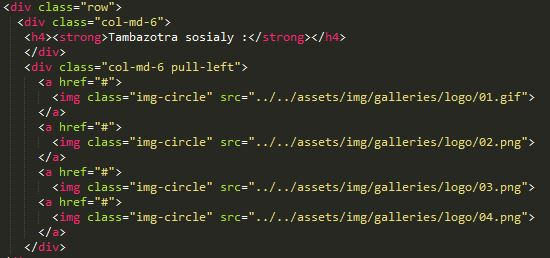 <div class="row">
<div class="col-md-6">
<h4><strong>Tambazotra sosialy :</strong></h4>
</div>
<div class="col-md-6 pull-left">
<a href="#">
<img class="img-circle" src="../../assets/img/galleries/logo/01.gif">
</a>
<a href="#">
<img class="img-circle" src="../../assets/img/galleries/logo/02.png">
</a>
<a href="#">
<img class="img-circle" src="../../assets/img/galleries/logo/03.png">
<a href="#">
<img class="img-circle" src="../../assets/img/galleries/logo/04.png">
</a>
</div>